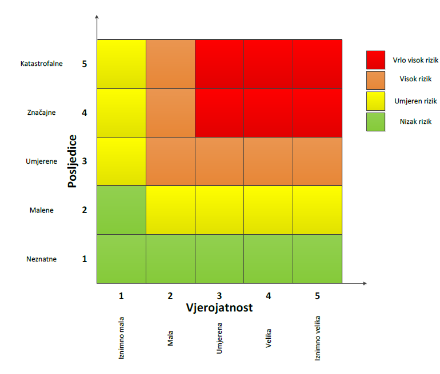 Katastrofalne 5
Značajne 4
Umjerene 3
Malene 2
Neznatne 1
Posljedice
1 2 3 4 5
Vjerojatnost
Iznimno mala
Mala
Umjerena
Velika
Iznimno velika
Vrlo visok rizik
Visok rizik
Umjeren rizik
Nizak rizik